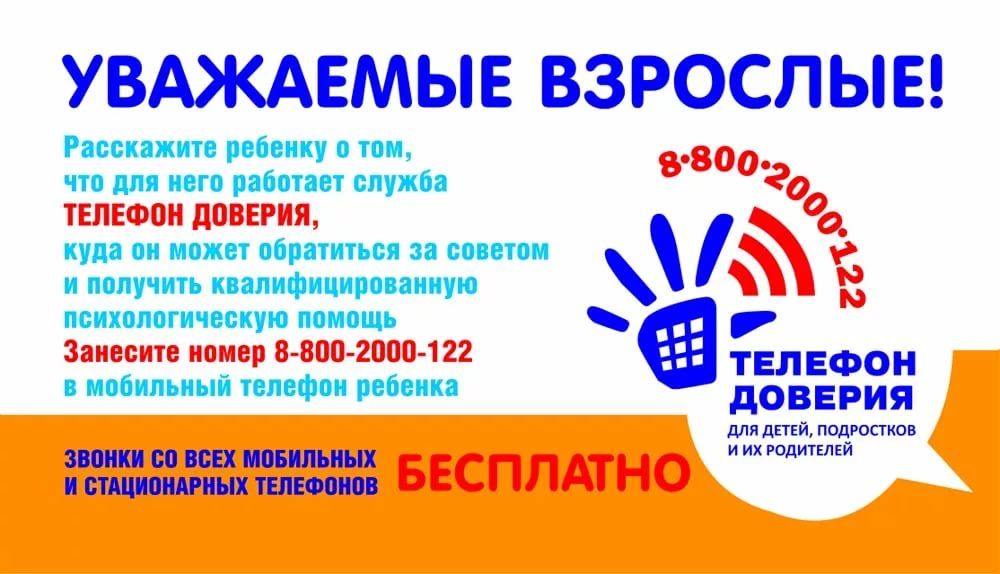 УВАЖАЕМЫЕ ВЗРОСЛЫЕ!
Расскажите ребенку о том,
что для него работает служба
ТЕЛЕФОН ДОВЕРИЯ,
куда он может обратиться за советом
и получить квалифицированную
психологическую помощь
Занесите номер 8-800-2000-122
в мобильный телефон ребенка
8•800•2000•122
ТЕЛЕФОН
ДОВЕРИЯ
ДЛЯ ДЕТЕЙ, ПОДРОСТКОВ
И ИХ РОДИТЕЛЕЙ
ЗВОНКИ СО ВСЕХ МОБИЛЬНЫХ
И СТАЦИОНАРНЫХ ТЕЛЕФОНОВ
БЕСПЛАТНО